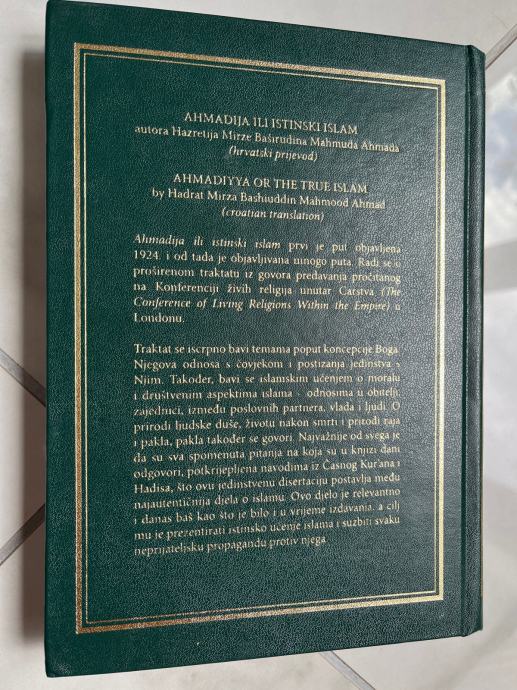 AHMADIJA ILI ISTINSKI ISLAM
autora Hazretija Mirze Baširudina Mahmuda Ahmada
(hrvatski prijevod)
AHMADIYYA OR THE TRUE ISLAM
by Hadrat Mirza Bashiuddin Mahmood Ahmad
(croatian translation)
Ahmadija ili istinski islam prvi je put objavljena
1924. i od tada je objavljivana mnogo puta. Radi se o
proširenom traktatu iz govora predavanja pročitanog
na Konferenciji živih religija unutar Carstva (The
Conference of Living Religions Within the Empire) u
Londonu.
Traktat se iscrpno bavi temama poput koncepcije Boga
Njegova odnosa s čovjekom i postizanja jedinstva s
Njim. Također, bavi se islamskim učenjem o moralu
i društvenim aspektima islama - odnosima u obitelji,
zajednici, između poslovnih partnera, vlada i ljudi. O
prirodi ljudske duše, životu nakon smrti i prirodi raja
i pakla, pakla također se govori. Najvažnije od svega je
da su sva spomenuta pitanja na koja su u knjizi dani
odgovori, potkrijepljena navodima iz Časnog Kur'ana i
Hadisa, što ovu jedinstvenu disertaciju postavlja među
najautentičnija djela o islamu. Ovo djelo je relevantno
i danas baš kao što je bilo i u vrijeme izdavanja, a cilj
mu je prezentirati istinsko učenje islama i suzbiti svaku
neprijateljsku propagandu protiv njega